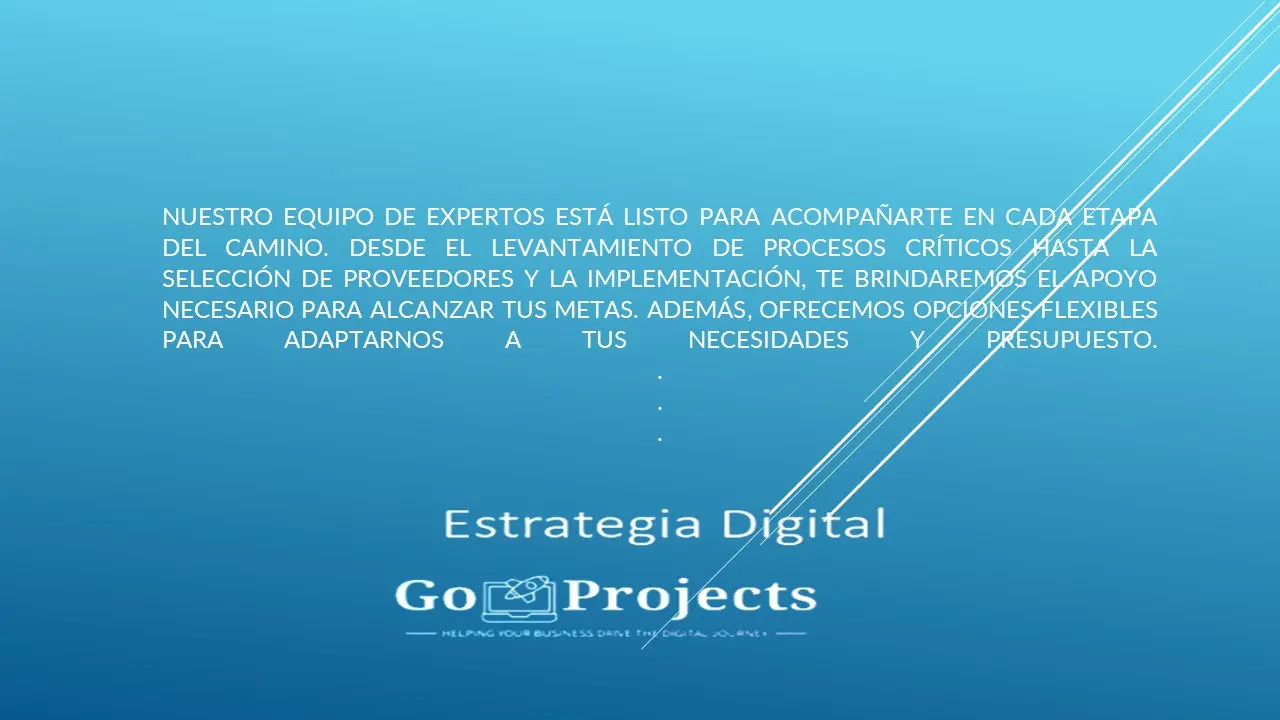 NUESTRO EQUIPO DE EXPERTOS ESTÁ LISTO PARA ACOMPAÑARTE EN CADA ETAPA
DEL CAMINO. DESDE EL LEVANTAMIENTO DE PROCESOS CRÍTICOS HASTA LA
SELECCIÓN DE PROVEEDORES Y LA IMPLEMENTACIÓN, TE BRINDAREMOS EL APOYO
NECESARIO PARA ALCANZAR TUS METAS. ADEMÁS, OFRECEMOS OPCIONES FLEXIBLES
PARA ADAPTARNOS A TUS NECESIDADES Y PRESUPUESTO.
.
.
.
Estrategia Digital
Go Projects
HELPING YOUR BUSINESS DRIVE THE DIGITAL JOURNEY